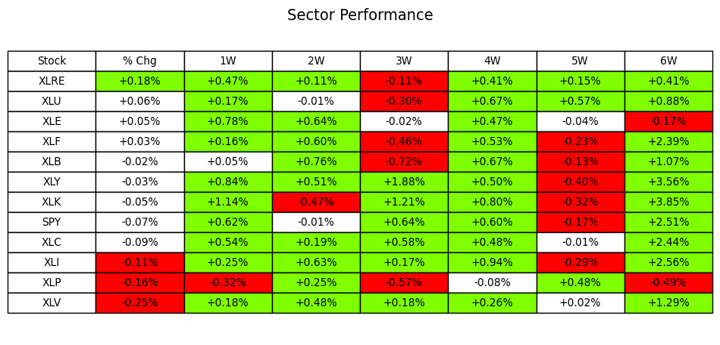 Sector Performance
Stock % Chg 1W 2W 3W 4W 5W 6W
XLRE +0.18% +0.47% +0.11% -0.11% +0.41% +0.15% +0.41%
XLU +0.06% +0.17% -0.01% -0.30% +0.67% +0.57% +0.88%
XLE +0.05% +0.78% +0.64% -0.02% +0.47% -0.04% -0.17%
XLF +0.03% +0.16% +0.60% -0.46% +0.53% -0.23% +2.39%
XLB -0.02% +0.05% +0.76% -0.72% +0.67% -0.13% +1.07%
XLY -0.03% +0.84% +0.51% +1.88% +0.50% -0.40% +3.56%
XLK -0.05% +1.14% -0.47% +1.21% +0.80% -0.32% +3.85%
SPY -0.07% +0.62% -0.01% +0.64% +0.60% -0.17% +2.51%
XLC -0.09% +0.54% +0.19% +0.58% +0.48% -0.01% +2.44%
XLI -0.11% +0.25% +0.63% +0.17% +0.94% -0.29% +2.56%
XLP -0.16% -0.32% +0.25% -0.57% -0.08% +0.48% -0.49%
XLV -0.25% +0.18% +0.48% +0.18% +0.26% +0.02% +1.29%